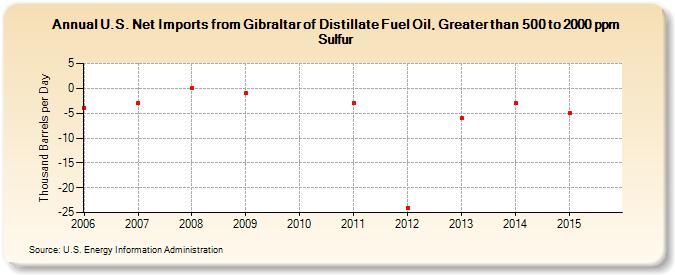 Annual U.S. Net Imports from Gibraltar of Distillate Fuel Oil, Greater than 500 to 2000 ppm
Sulfur
Thousand Barrels per Day
5
0
-5
-10
-15
-20
-25
2006 2007 2008 2009 2010 2011 2012 2013 2014 2015
Source: U.S. Energy Information Administration